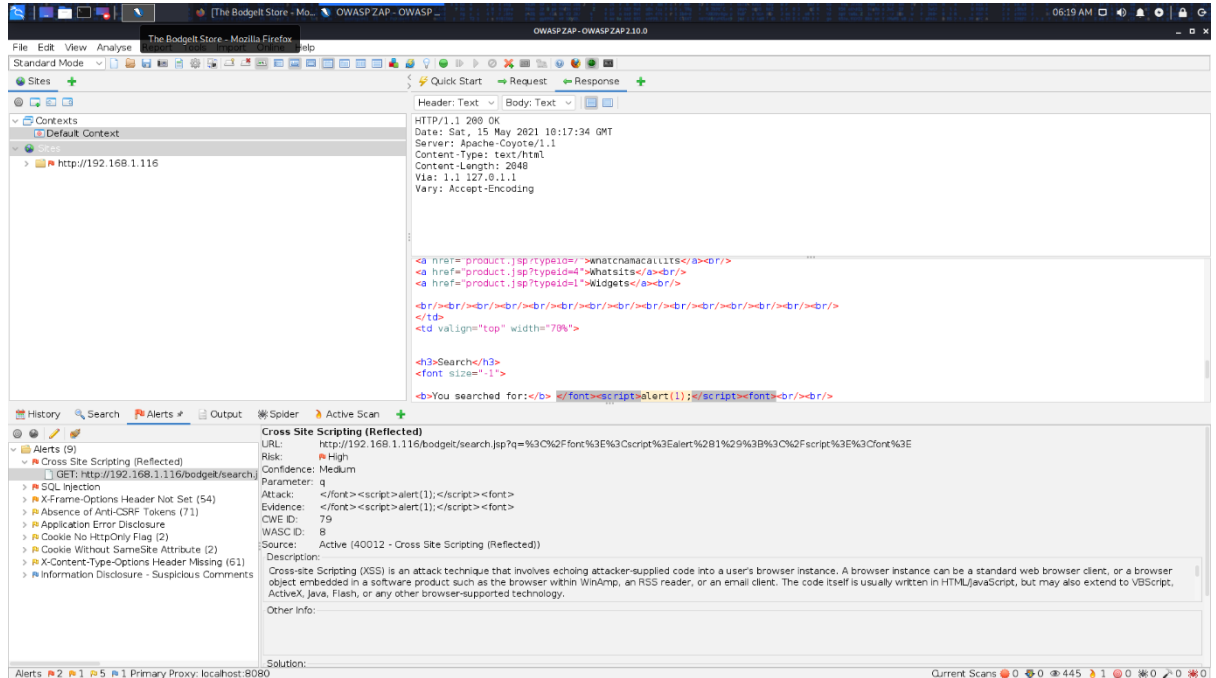 [The BodgeIt Store - Mo...
OWASP ZAP - OWASP ...
06:19 AM
OWASP ZAP - OWASP ZAP 2.10.0
The BodgeIt Store - Mozilla Firefox
File Edit View Analyse Report Tools Import Online Help
Standard Mode
Sites
Quick Start
Request
Response
Header: Text
Body: Text
Contexts
Default Context
Sites
http://192.168.1.116
HTTP/1.1 200 OK
Date: Sat, 15 May 2021 10:17:34 GMT
Server: Apache-Coyote/1.1
Content-Type: text/html
Content-Length: 2048
Via: 1.1 127.0.1.1
Vary: Accept-Encoding
<a href="product.jsp?typeid=7">Whatchamacallits</a><br/>
<a href="product.jsp?typeid=4">Whatsits</a><br/>
<a href="product.jsp?typeid=1">Widgets</a><br/>
<br/><br/><br/><br/><br/><br/><br/><br/><br/><br/><br/><br/><br/><br/><br/>
</td>
<td valign="top" width="70%">
<h3>Search</h3>
<font size="-1">
<b>You searched for:</b> </font><script>alert(1);</script><font><br/><br/>
History
Search
Alerts
Output
Spider
Active Scan
Alerts (9)
Cross Site Scripting (Reflected)
GET: http://192.168.1.116/bodgeit/search.j
SQL Injection
X-Frame-Options Header Not Set (54)
Absence of Anti-CSRF Tokens (71)
Application Error Disclosure
Cookie No HttpOnly Flag (2)
Cookie Without SameSite Attribute (2)
X-Content-Type-Options Header Missing (61)
Information Disclosure - Suspicious Comments
Cross Site Scripting (Reflected)
URL: http://192.168.1.116/bodgeit/search.jsp?q=%3C%2Ffont%3E%3Cscript%3Ealert%281%29%3B%3C%2Fscript%3E%3Cfont%3E
Risk: High
Confidence: Medium
Parameter: q
Attack: </font><script>alert(1);</script><font>
Evidence: </font><script>alert(1);</script><font>
CWE ID: 79
WASC ID: 8
Source: Active (40012 - Cross Site Scripting (Reflected))
Description:
Cross-site Scripting (XSS) is an attack technique that involves echoing attacker-supplied code into a user's browser instance. A browser instance can be a standard web browser client, or a browser
object embedded in a software product such as the browser within WinAmp, an RSS reader, or an email client. The code itself is usually written in HTML/JavaScript, but may also extend to VBScript,
ActiveX, Java, Flash, or any other browser-supported technology.
Other Info:
Solution:
Alerts 2 1 5 1 Primary Proxy: localhost:8080
Current Scans 0 0 445 1 0 0 0 0